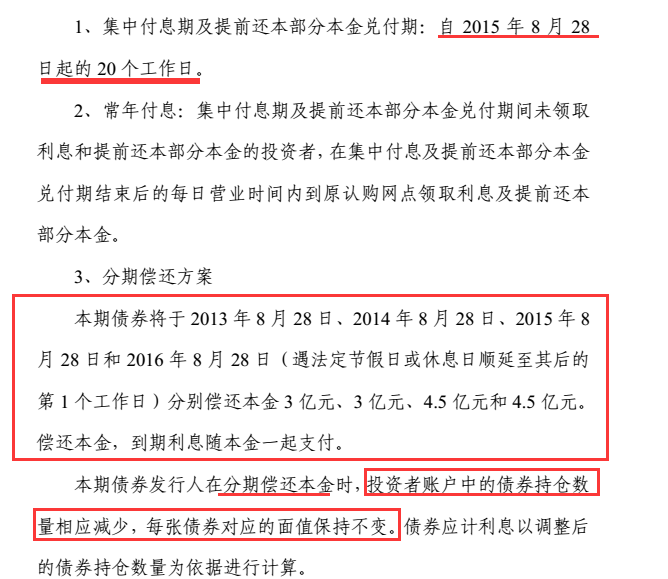 1、集中付息期及提前还本部分本金兑付期：自 2015 年 8 月 28
日起的 20 个工作日。
2、常年付息：集中付息期及提前还本部分本金兑付期间未领取
利息和提前还本部分本金的投资者，在集中付息及提前还本部分本金
兑付期结束后的每日营业时间内到原认购网点领取利息及提前还本
部分本金。
3、分期偿还方案
本期债券将于 2013 年 8 月 28 日、2014 年 8 月 28 日、2015 年 8
月 28 日和 2016 年 8 月 28 日（遇法定节假日或休息日顺延至其后的
第 1 个工作日）分别偿还本金 3 亿元、3 亿元、4.5 亿元和 4.5 亿元。
偿还本金，到期利息随本金一起支付。
本期债券发行人在分期偿还本金时，投资者账户中的债券持仓数
量相应减少，每张债券对应的面值保持不变。债券应计利息以调整后
的债券持仓数量为依据进行计算。